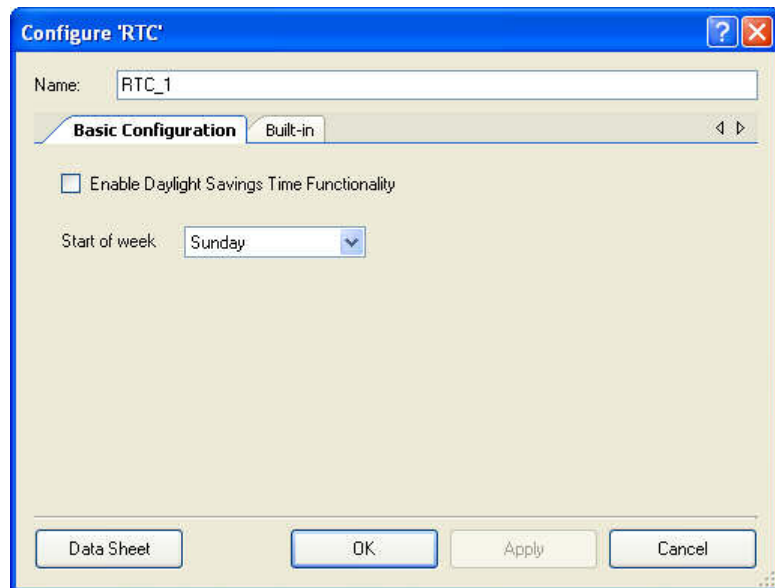 Configure 'RTC'
Name: RTC_1
Basic Configuration Built-in
Enable Daylight Savings Time Functionality
Start of week Sunday
Data Sheet OK Apply Cancel